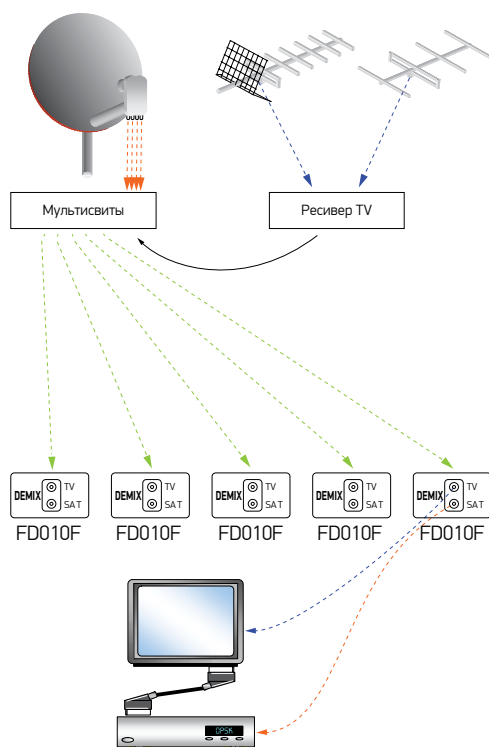 Мультисвиты
Ресивер TV
DEMIX TV
SAT
FD010F
DEMIX TV
SAT
FD010F
DEMIX TV
SAT
FD010F
DEMIX TV
SAT
FD010F
DEMIX TV
SAT
FD010F
DPSK